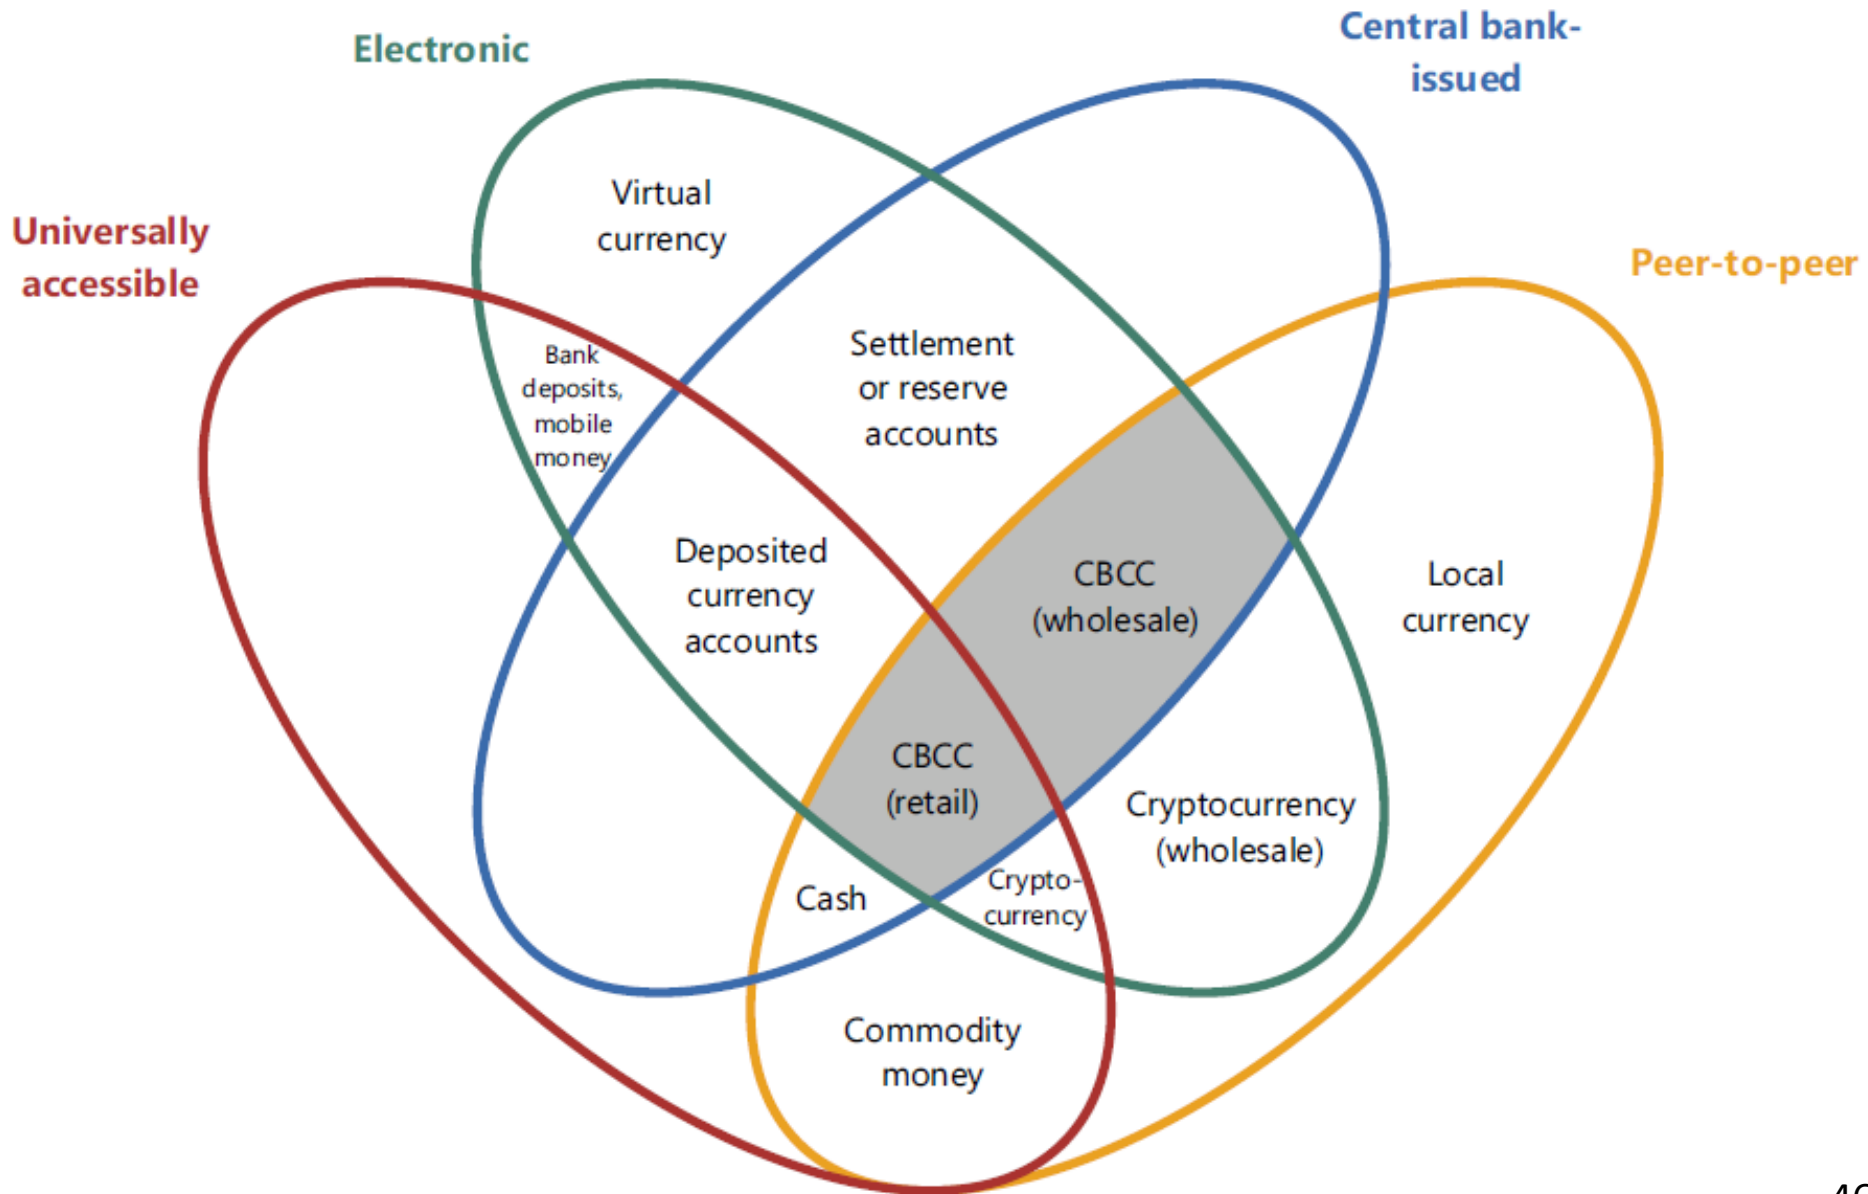 Electronic
Central bank-
issued
Universally
accessible
Peer-to-peer
Virtual
currency
Bank
deposits,
mobile
money
Settlement
or reserve
accounts
Deposited
currency
accounts
CBCC
(wholesale)
Local
currency
CBCC
(retail)
Cryptocurrency
(wholesale)
Cash
Crypto-
currency
Commodity
money